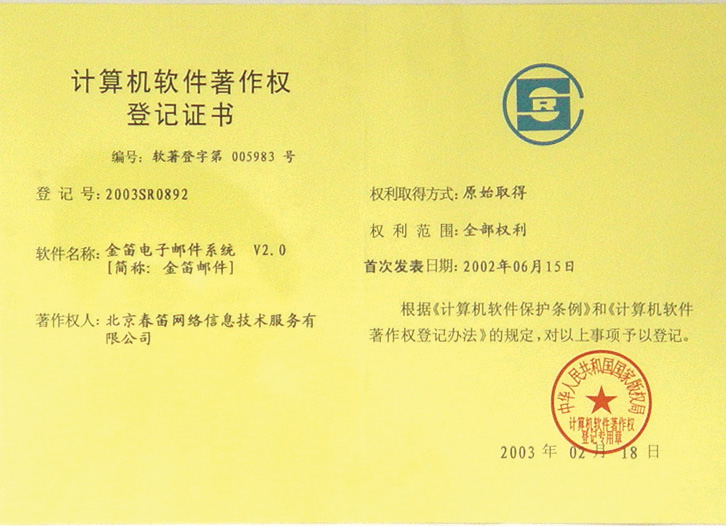 计算机软件著作权
登记证书
编号: 软著登字第 005983 号
登 记 号: 2003SR0892
软件名称: 金笛电子邮件系统 V2.0
[简称: 金笛邮件]
著作权人: 北京春笛网络信息技术服务有
限公司
SR
权利取得方式: 原始取得
权 利 范 围: 全部权利
首次发表日期: 2002年06月15日
根据《计算机软件保护条例》和《计算机软件
著作权登记办法》的规定, 对以上事项予以登记。
中华人民共和国国家版权局
计算机软件著作权
登记专用章
2003 年 02 月 18 日